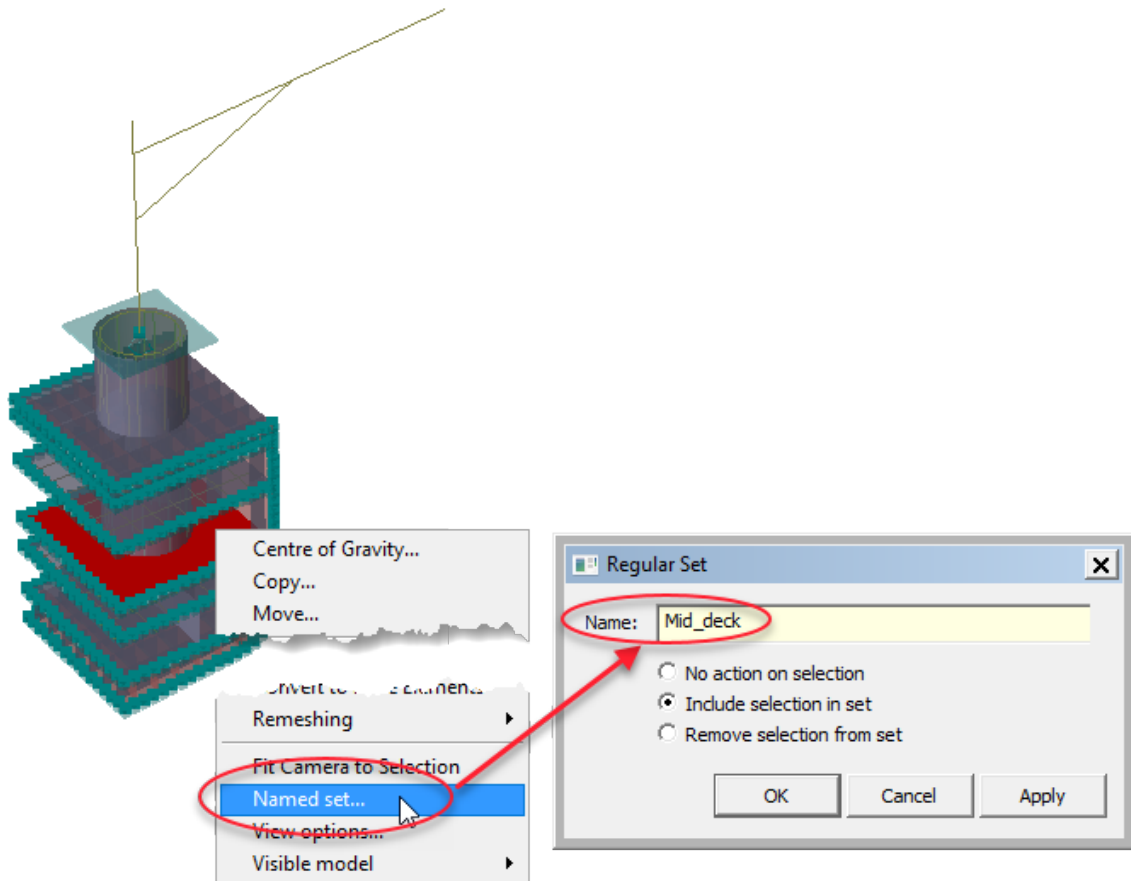 Centre of Gravity...
Copy...
Move...
Remeshing
Fit Camera to Selection
Named set...
View options...
Visible model
Regular Set
Name: Mid_deck
No action on selection
Include selection in set
Remove selection from set
OK Cancel Apply